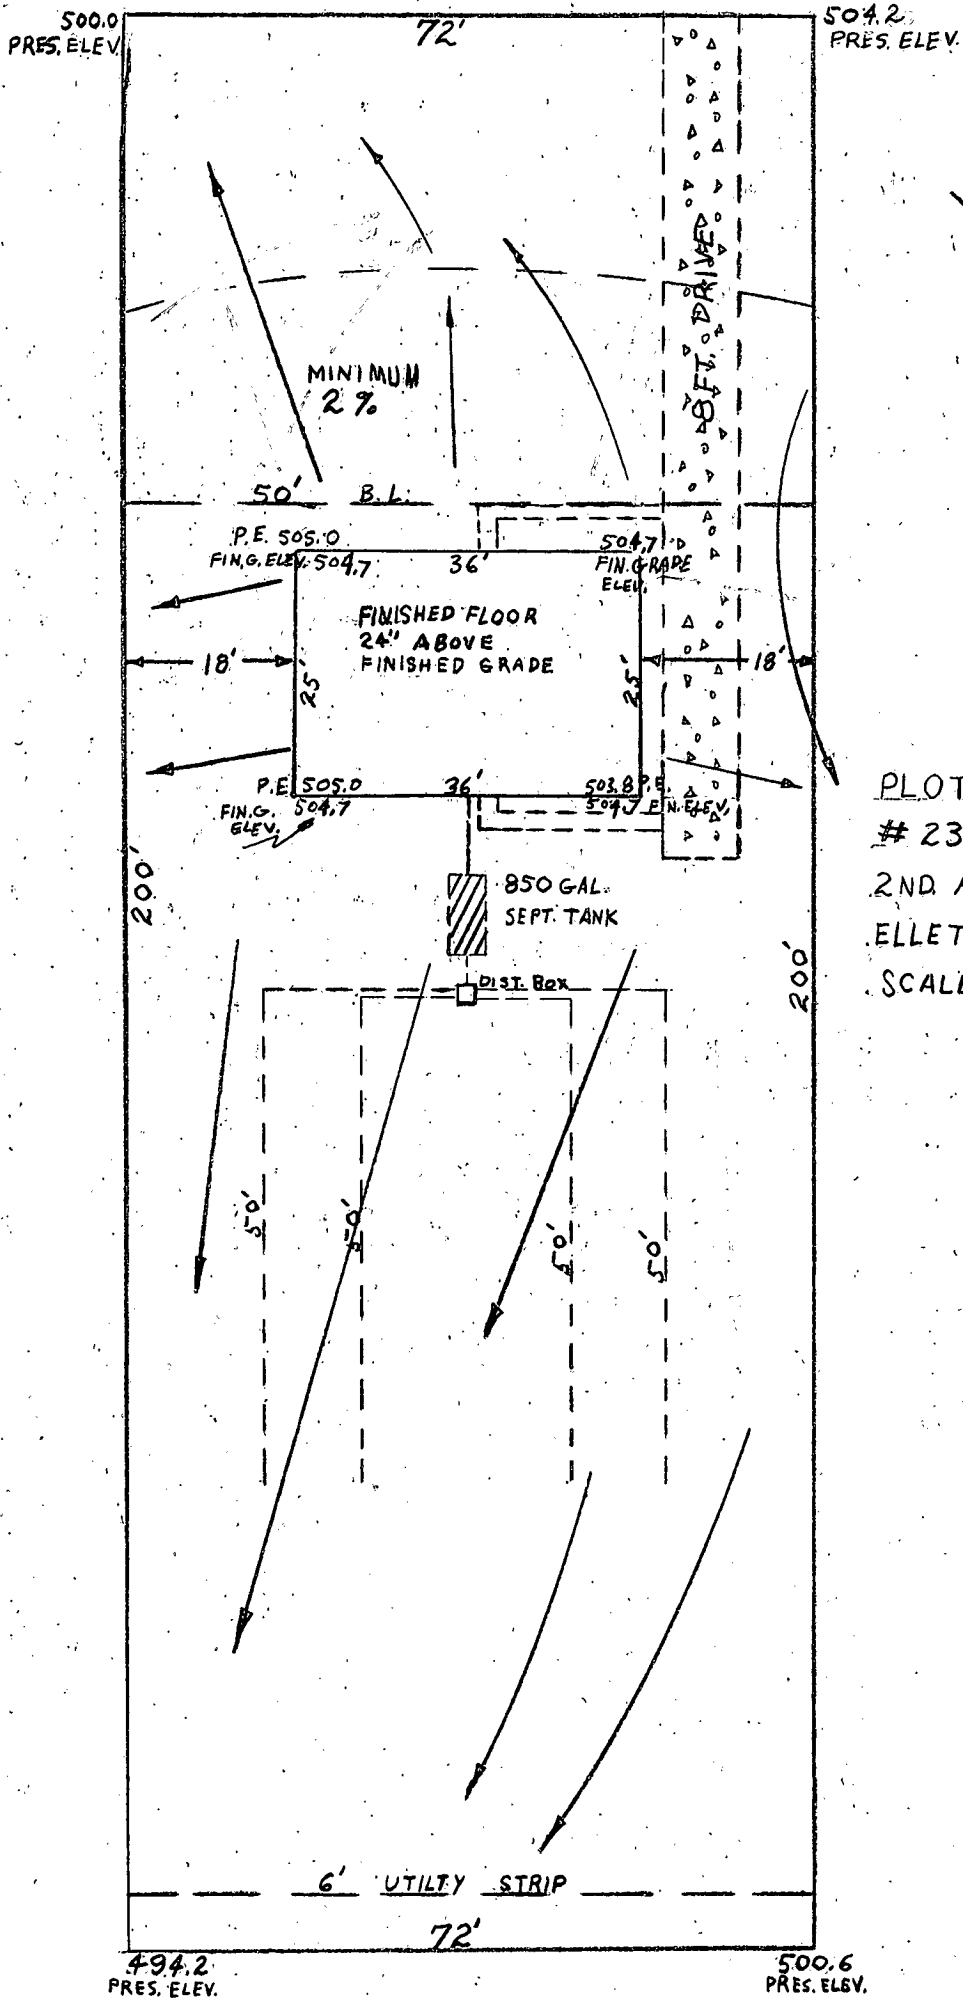 500.0
PRES. ELEV.
72'
504.2
PRES. ELEV.
8FT. DRIVE
MINIMUM
2%
50' B.L.
P.E. 505.0
FIN.G. ELEV. 504.7
36'
504.7
FIN. GRADE
ELEV.
FINISHED FLOOR
24" ABOVE
FINISHED GRADE
18'
25'
25'
18'
P.E. 505.0
36'
503.8 P.E.
FIN.G.
ELEV.
504.7
504.7 FIN. ELEV.
PLOT
# 23
2ND. A
ELLET
SCALE
200'
850 GAL.
SEPT. TANK
DIST. BOX
200'
50'
50'
50'
50'
6' UTILTY STRIP
72'
494.2
PRES. ELEV.
500.6
PRES. ELEV.